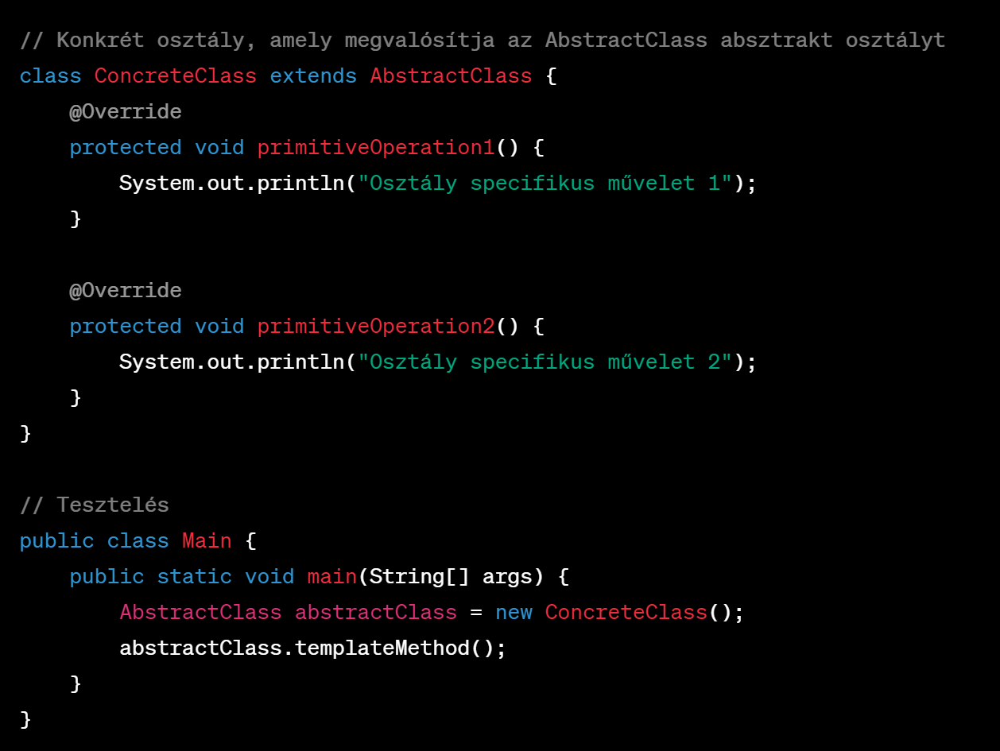 // Konkrét osztály, amely megvalósítja az AbstractClass absztrakt osztályt
class ConcreteClass extends AbstractClass {
    @Override
    protected void primitiveOperation1() {
        System.out.println("Osztály specifikus művelet 1");
    }

    @Override
    protected void primitiveOperation2() {
        System.out.println("Osztály specifikus művelet 2");
    }
}

// Tesztelés
public class Main {
    public static void main(String[] args) {
        AbstractClass abstractClass = new ConcreteClass();
        abstractClass.templateMethod();
    }
}